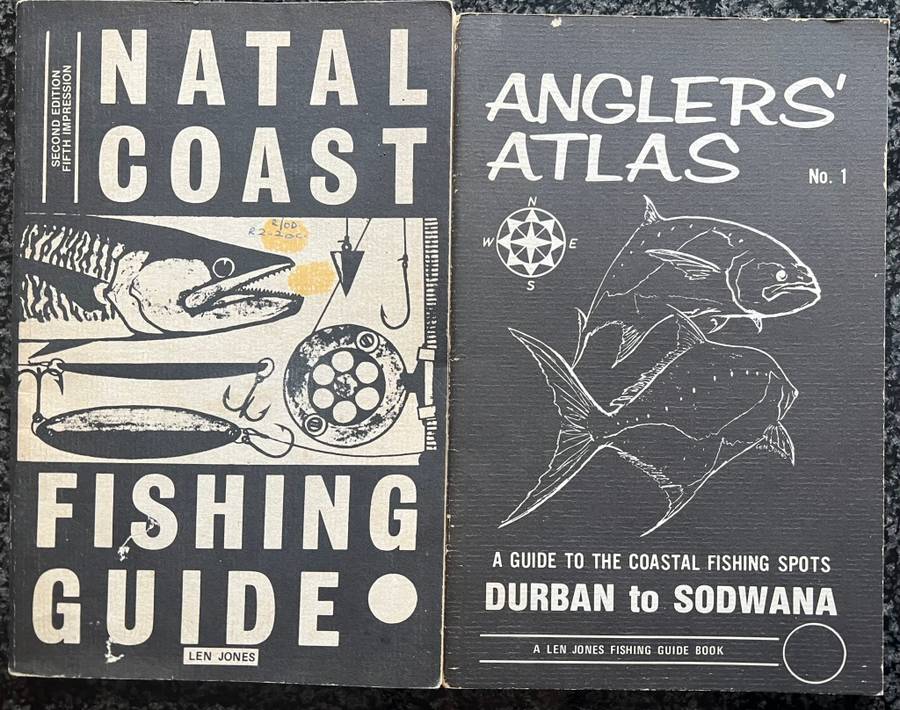 SECOND EDITION
FIFTH IMPRESSION
NATAL
COAST
FISHING
GUIDE
LEN JONES
ANGLERS'
ATLAS
No. 1
N
W E
S
A GUIDE TO THE COASTAL FISHING SPOTS
DURBAN to SODWANA
A LEN JONES FISHING GUIDE BOOK